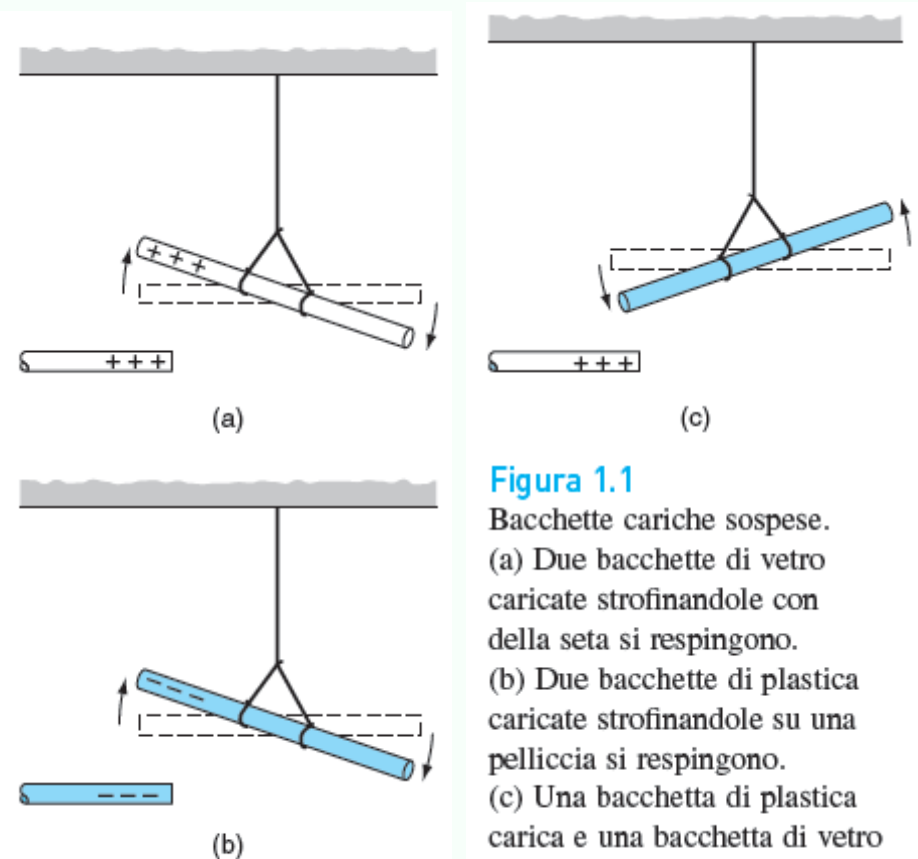 + + +
+ + +
(a)
+ + +
(c)
− − −
− − −
(b)
Figura 1.1
Bacchette cariche sospese.
(a) Due bacchette di vetro
caricate strofinandole con
della seta si respingono.
(b) Due bacchette di plastica
caricate strofinandole su una
pelliccia si respingono.
(c) Una bacchetta di plastica
carica e una bacchetta di vetro